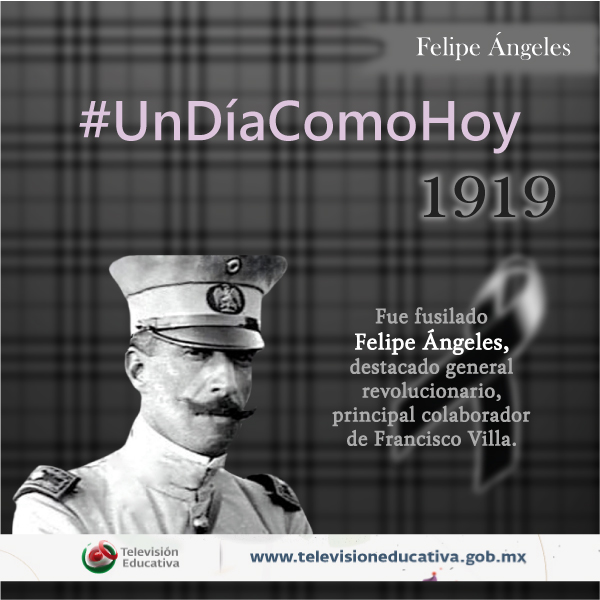 Felipe Ángeles
#UnDíaComoHoy
1919
Fue fusilado
Felipe Ángeles,
destacado general
revolucionario,
principal colaborador
de Francisco Villa.
Televisión
Educativa
www.televisioneducativa.gob.mx